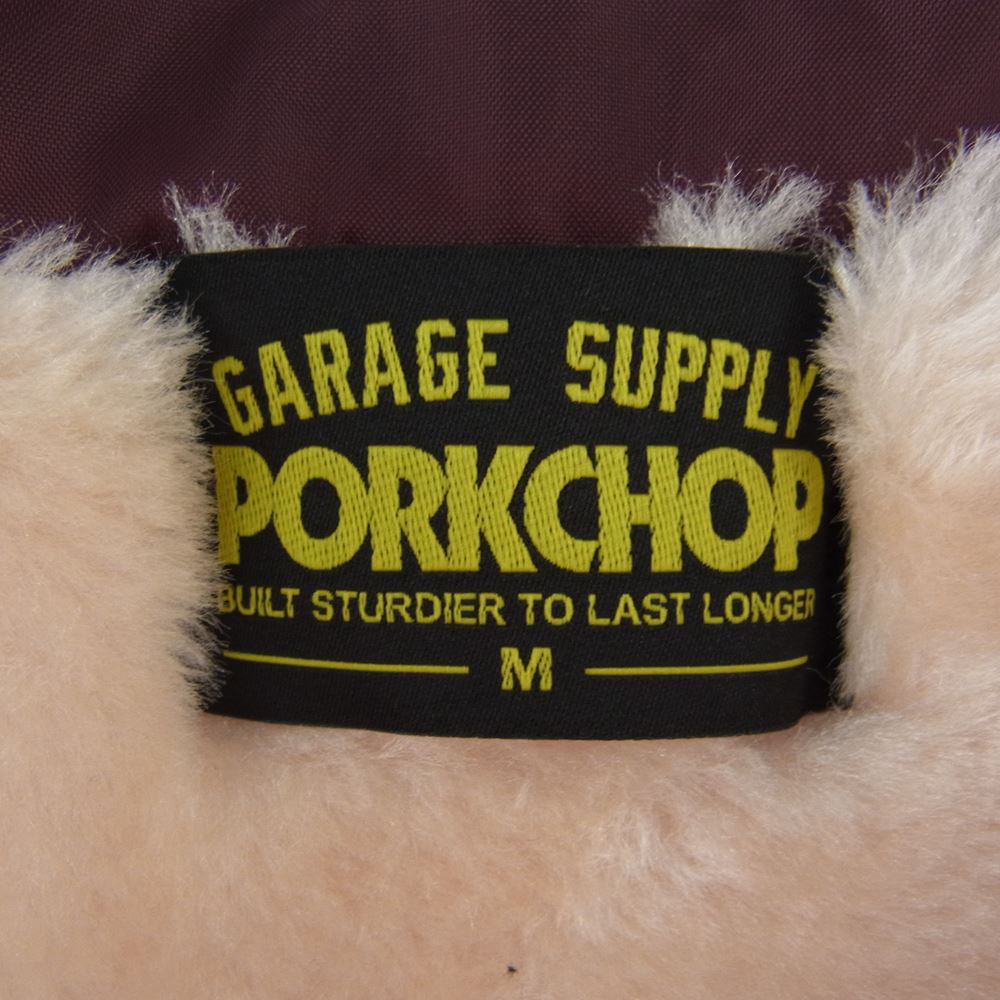 GARAGE SUPPLY
PORKCHOP
BUILT STURDIER TO LAST LONGER
M